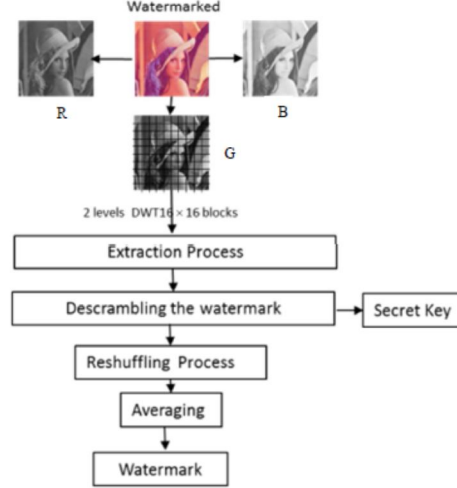 Watermarked
R
B
G
2 levels DWT16 × 16 blocks
Extraction Process
Descrambling the watermark
Secret Key
Reshuffling Process
Averaging
Watermark